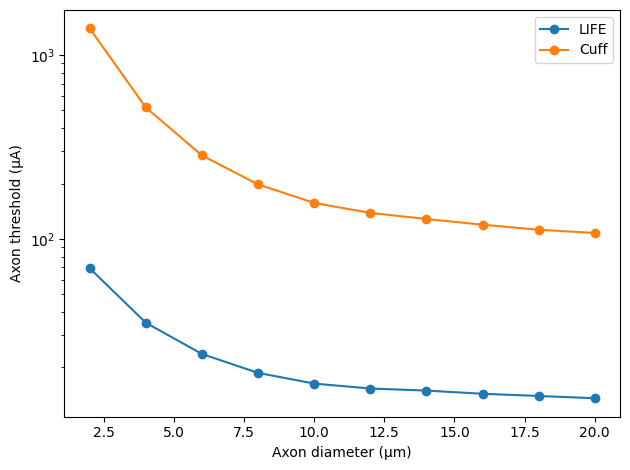 LIFE
Cuff
10³
10²
Axon threshold (μA)
2.5 5.0 7.5 10.0 12.5 15.0 17.5 20.0
Axon diameter (μm)